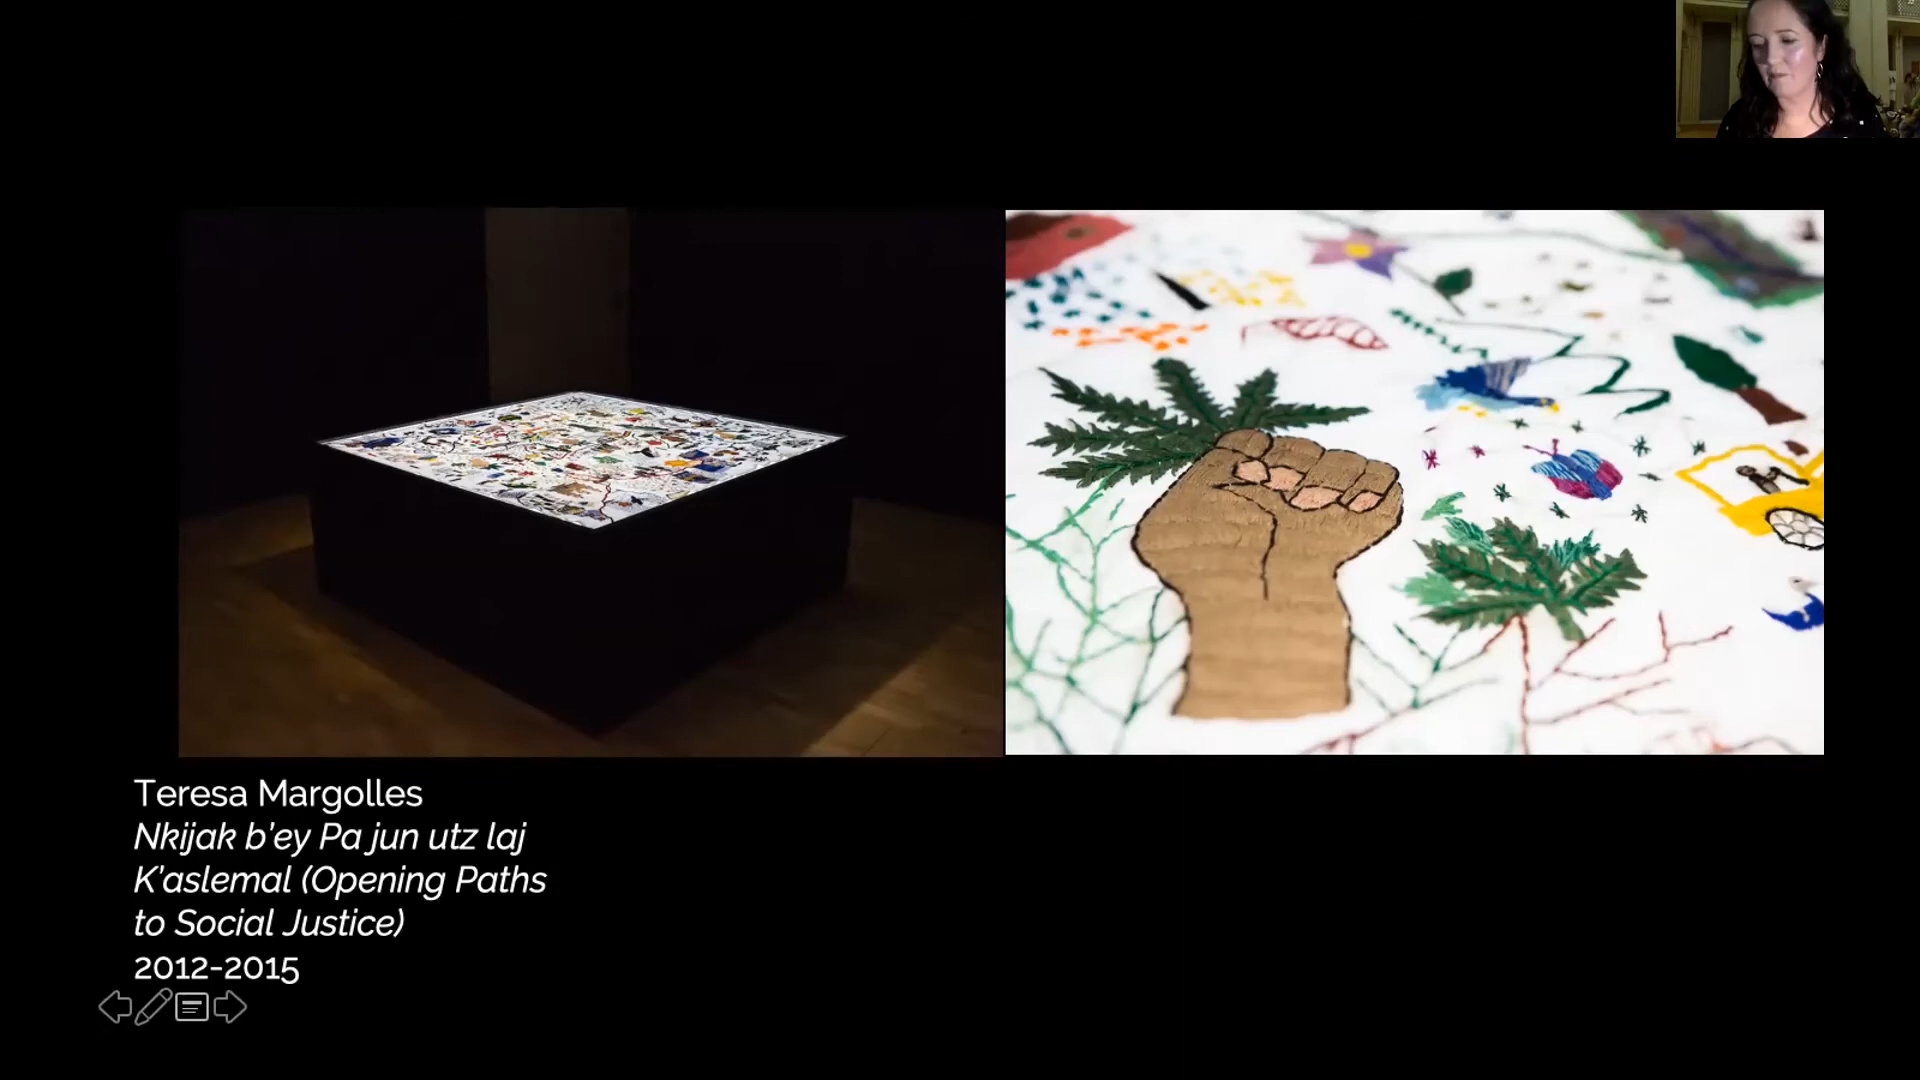 Teresa Margolles
Nkijak b'ey Pa jun utz laj
K'aslemal (Opening Paths
to Social Justice)
2012-2015